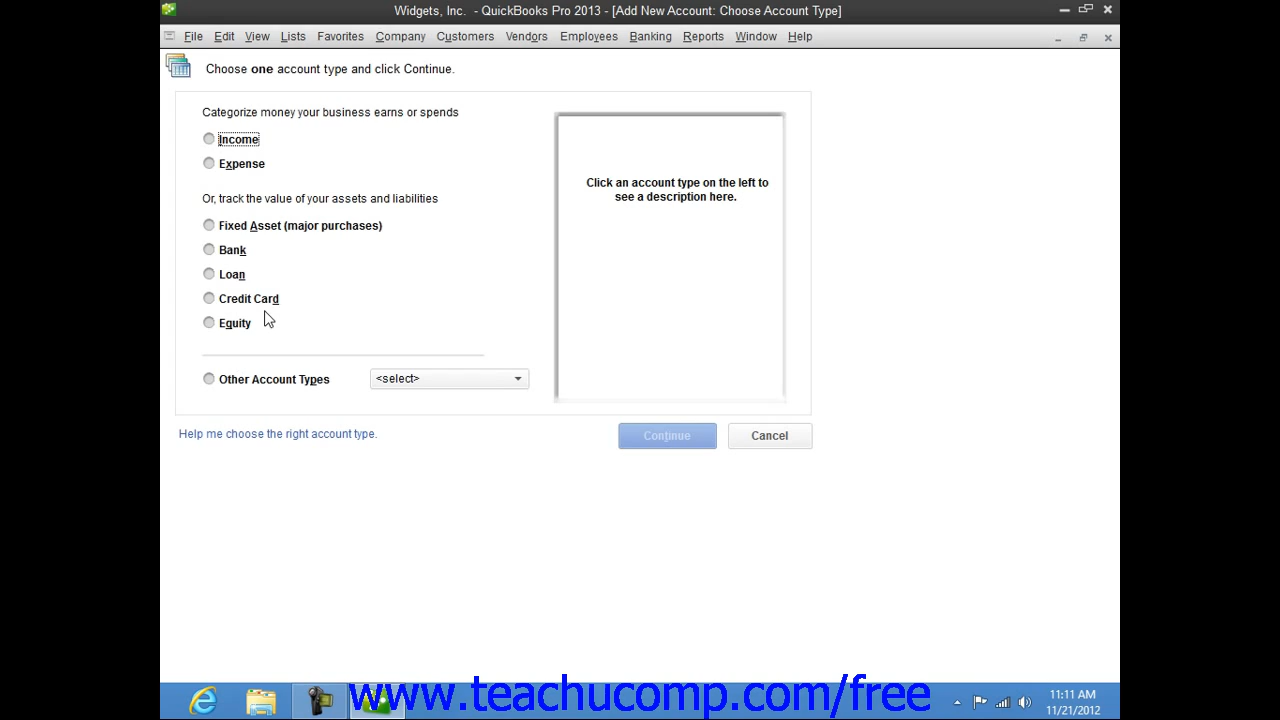 Widgets, Inc. - QuickBooks Pro 2013 - [Add New Account: Choose Account Type]
File Edit View Lists Favorites Company Customers Vendors Employees Banking Reports Window Help
Choose one account type and click Continue.
Categorize money your business earns or spends
Income
Expense
Or, track the value of your assets and liabilities
Fixed Asset (major purchases)
Bank
Loan
Credit Card
Equity
Other Account Types <select>
Click an account type on the left to
see a description here.
Help me choose the right account type.
Continue Cancel
www.teachucomp.com/free
11:11 AM
11/21/2012